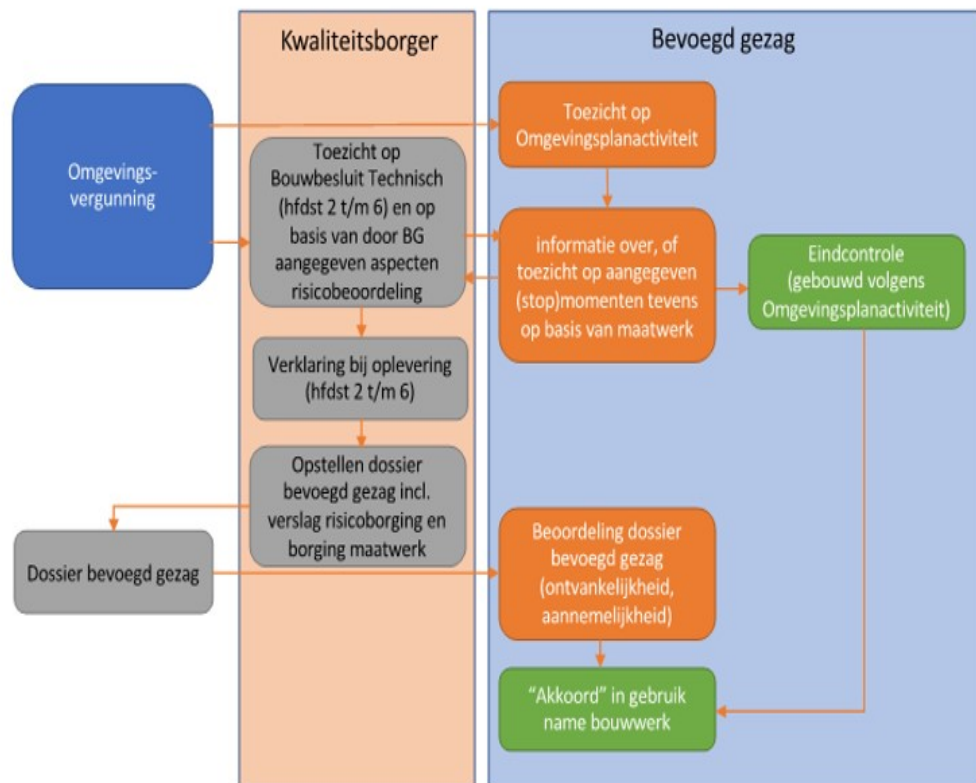 Kwaliteitsborger
Bevoegd gezag
Omgevings-
vergunning
Toezicht op
Omgevingsplanactiviteit
Toezicht op
Bouwbesluit Technisch
(hfdst 2 t/m 6) en op
basis van door BG
aangegeven aspecten
risicobeoordeling
informatie over, of
toezicht op aangegeven
(stop)momenten tevens
op basis van maatwerk
Eindcontrole
(gebouwd volgens
Omgevingsplanactiviteit)
Verklaring bij oplevering
(hfdst 2 t/m 6)
Opstellen dossier
bevoegd gezag incl.
verslag risicoborging en
borging maatwerk
Dossier bevoegd gezag
Beoordeling dossier
bevoegd gezag
(ontvankelijkheid,
aannemelijkheid)
“Akkoord” in gebruik
name bouwwerk